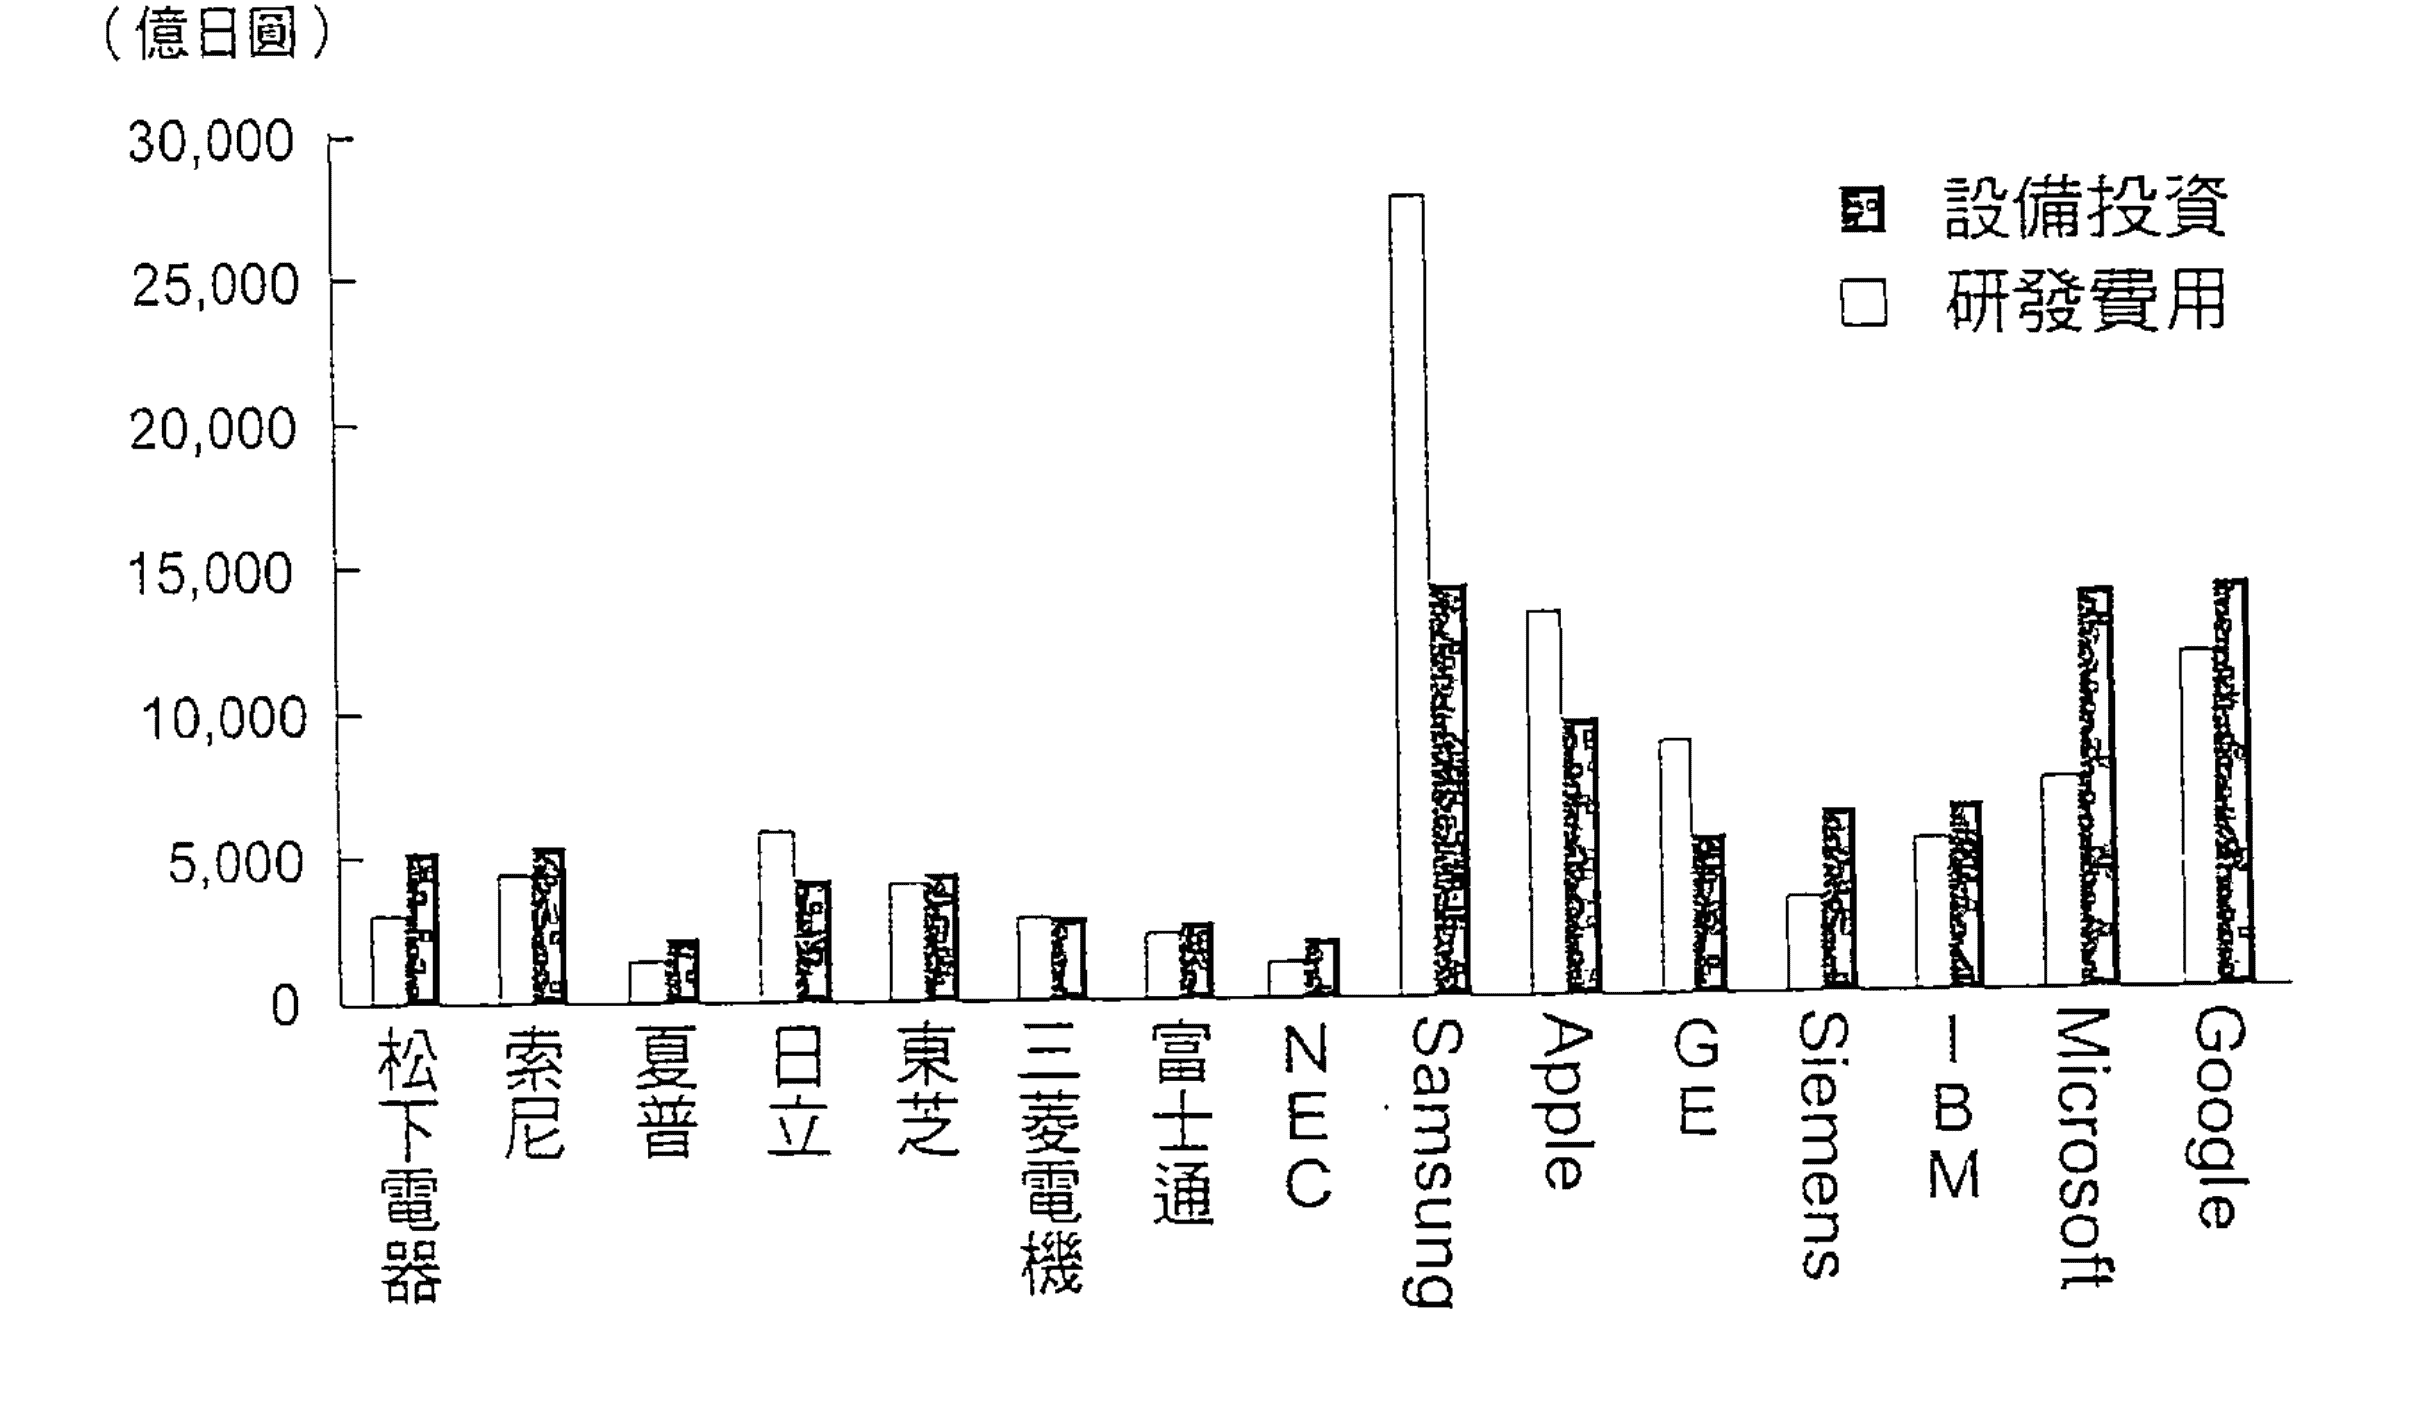 （億日圓）
30,000
25,000
20,000
15,000
10,000
5,000
0
設備投資
研發費用
松下電器
索尼
夏普
日立
東芝
三菱電機
富士通
NEC
Samsung
Apple
GE
Siemens
IBM
Microsoft
Google